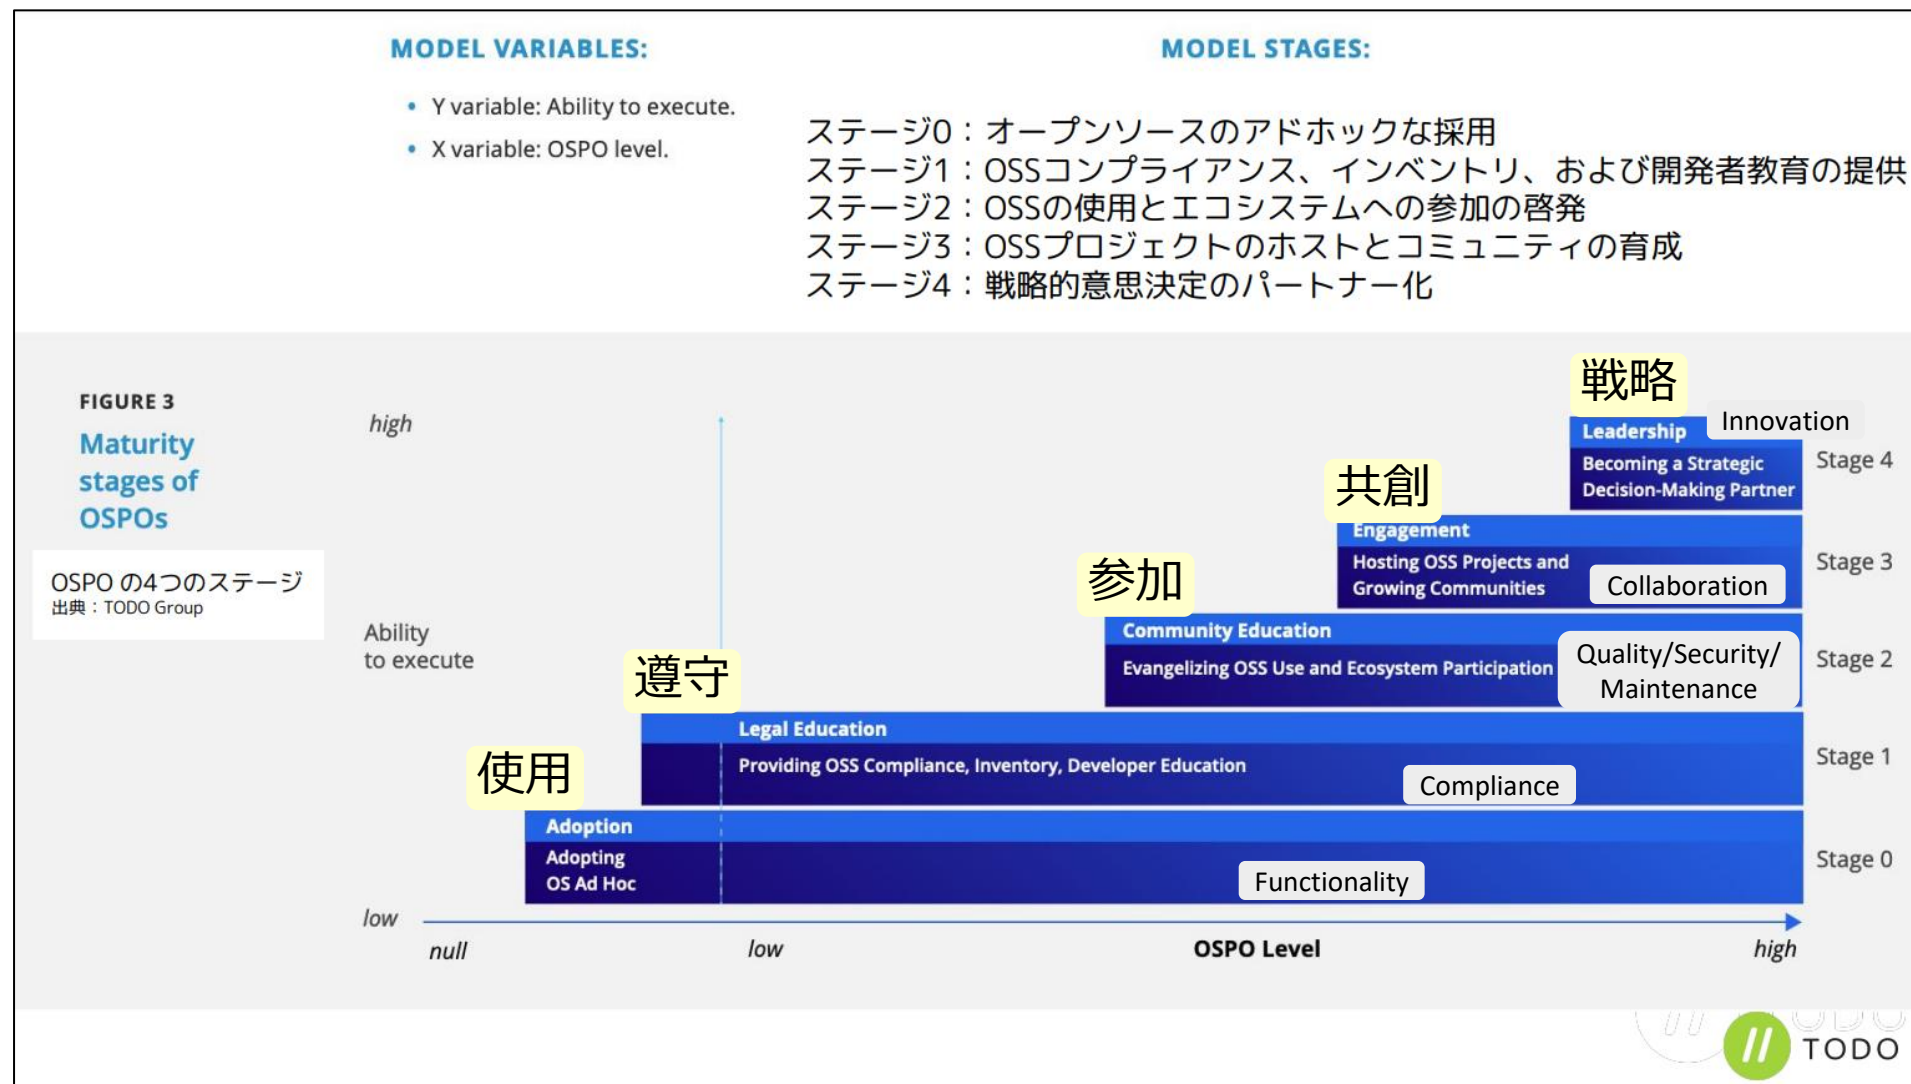 MODEL VARIABLES:
• Y variable: Ability to execute.
• X variable: OSPO level.
MODEL STAGES:
ステージ0：オープンソースのアドホックな採用
ステージ1：OSSコンプライアンス、インベントリ、および開発者教育の提供
ステージ2：OSSの使用とエコシステムへの参加の啓発
ステージ3：OSSプロジェクトのホストとコミュニティの育成
ステージ4：戦略的意思決定のパートナー化
FIGURE 3
Maturity
stages of
OSPOs
OSPO の4つのステージ
出典：TODO Group
high
Ability
to execute
low
戦略
Innovation
Leadership
Becoming a Strategic
Decision-Making Partner
Stage 4
共創
Engagement
Hosting OSS Projects and
Growing Communities
Collaboration
Stage 3
参加
Community Education
Evangelizing OSS Use and Ecosystem Participation
Quality/Security/
Maintenance
Stage 2
遵守
Legal Education
Providing OSS Compliance, Inventory, Developer Education
Compliance
Stage 1
使用
Adoption
Adopting
OS Ad Hoc
Functionality
Stage 0
null
low
OSPO Level
high
TODO